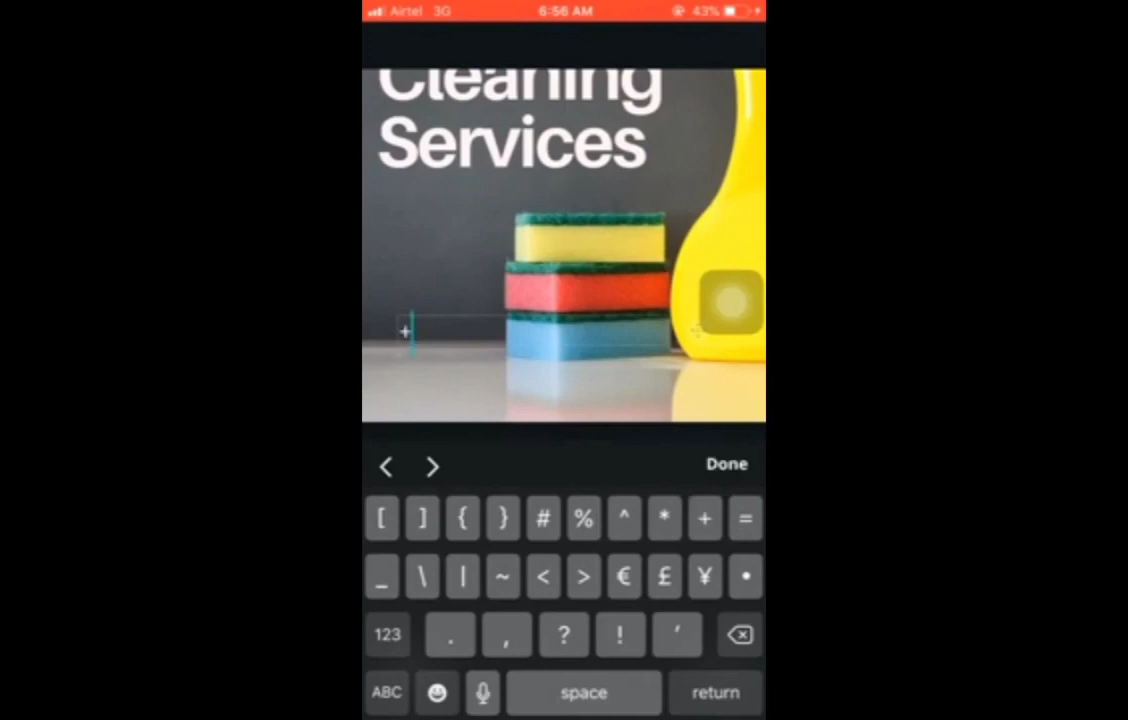 Airtel 3G 6:56 AM 43%
Cleaning
Services
+
Done
[ ] { } # % ^ * + =
_ \ | ~ < > € £ ¥ •
123 . , ? ! ′
ABC space return